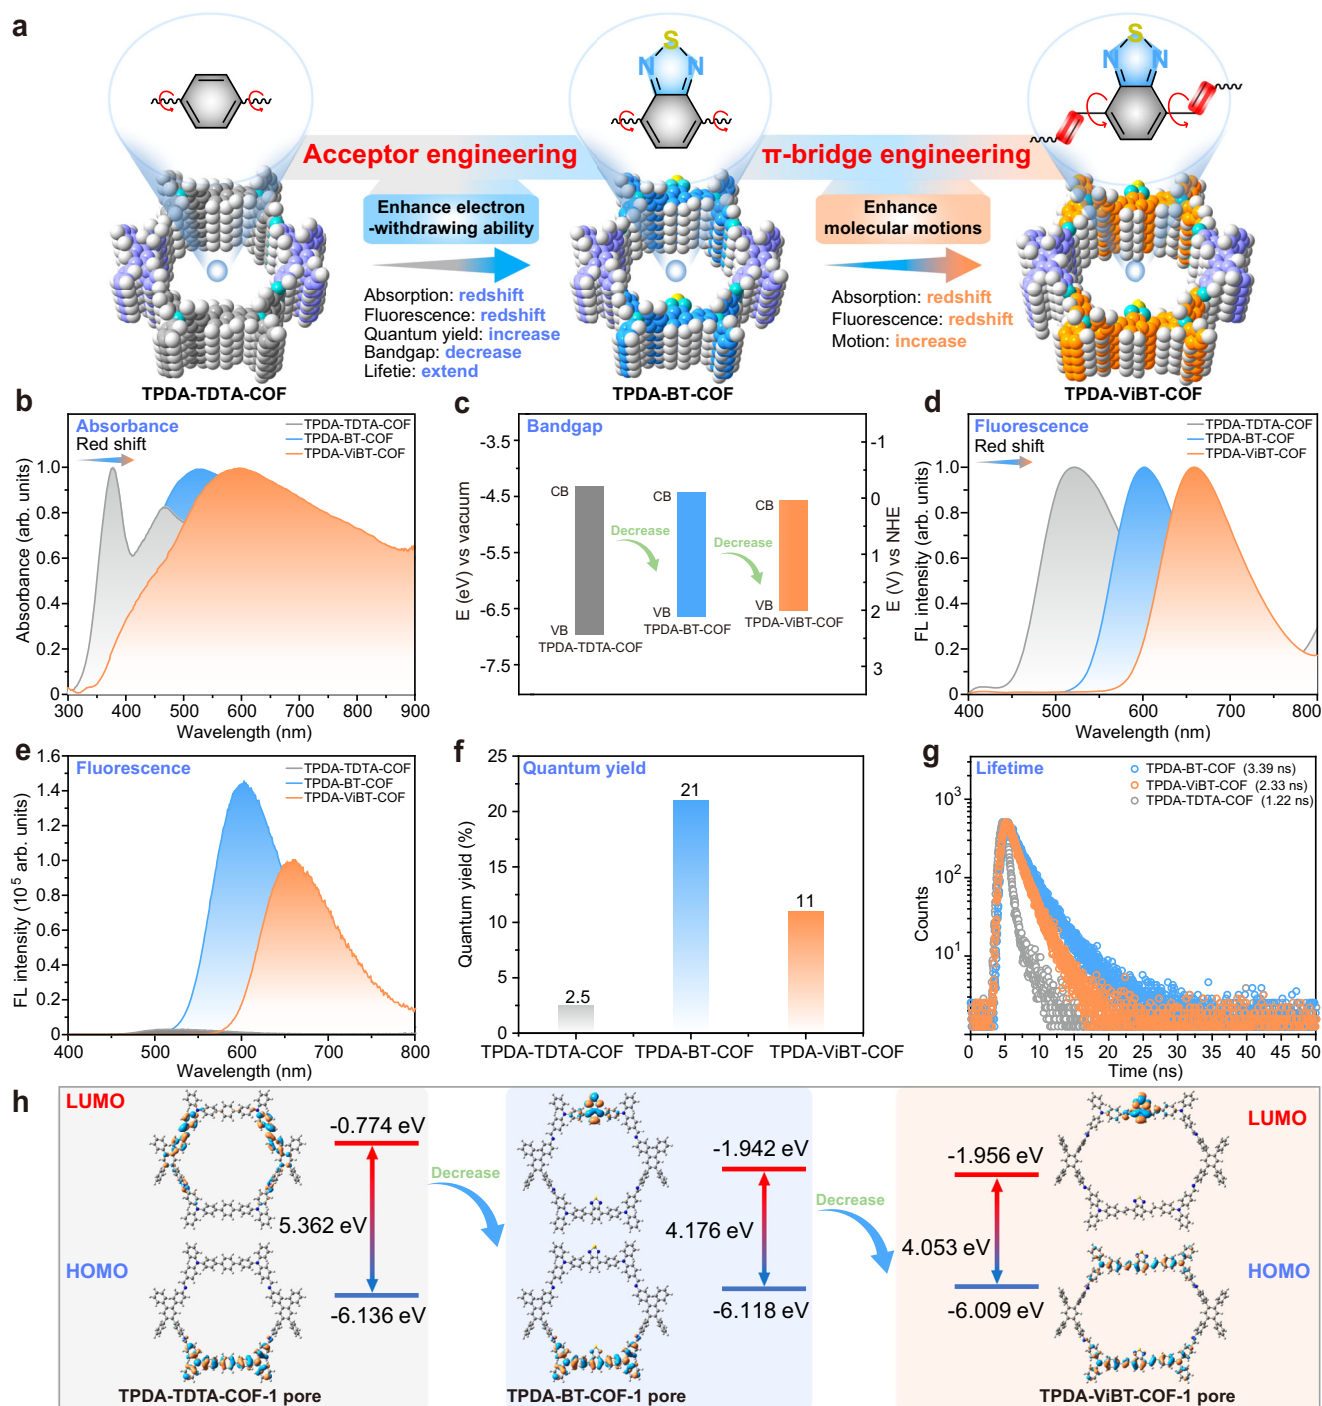 a
S
N N
S
N N
Acceptor engineering
π-bridge engineering
Enhance electron
-withdrawing ability
Enhance
molecular motions
Absorption: redshift
Fluorescence: redshift
Quantum yield: increase
Bandgap: decrease
Lifetie: extend
Absorption: redshift
Fluorescence: redshift
Motion: increase
TPDA-TDTA-COF
TPDA-BT-COF
TPDA-ViBT-COF
b
Absorbance
Red shift
TPDA-TDTA-COF
TPDA-BT-COF
TPDA-ViBT-COF
Absorbance (arb. units)
1.0
0.8
0.6
0.4
0.2
0
300 400 500 600 700 800 900
Wavelength (nm)
c
Bandgap
E (eV) vs vacuum
-3.5
-4.5
-5.5
-6.5
-7.5
CB
VB
TPDA-TDTA-COF
Decrease
CB
VB
TPDA-BT-COF
Decrease
CB
VB
TPDA-ViBT-COF
-1
0
1
2
3
E (V) vs NHE
d
Fluorescence
Red shift
TPDA-TDTA-COF
TPDA-BT-COF
TPDA-ViBT-COF
FL intensity (arb. units)
1.0
0.8
0.6
0.4
0.2
0
400 500 600 700 800
Wavelength (nm)
e
Fluorescence
TPDA-TDTA-COF
TPDA-BT-COF
TPDA-ViBT-COF
FL intensity (10⁵ arb. units)
1.6
1.4
1.2
1.0
0.8
0.6
0.4
0.2
0
400 500 600 700 800
Wavelength (nm)
f
Quantum yield
Quantum yield (%)
25
20
15
10
5
0
2.5
21
11
TPDA-TDTA-COF TPDA-BT-COF TPDA-ViBT-COF
g
Lifetime
TPDA-BT-COF (3.39 ns)
TPDA-ViBT-COF (2.33 ns)
TPDA-TDTA-COF (1.22 ns)
Counts
10³
10²
10¹
0 5 10 15 20 25 30 35 40 45 50
Time (ns)
h
LUMO
-0.774 eV
5.362 eV
HOMO
-6.136 eV
TPDA-TDTA-COF-1 pore
Decrease
-1.942 eV
4.176 eV
-6.118 eV
TPDA-BT-COF-1 pore
Decrease
-1.956 eV
LUMO
4.053 eV
HOMO
-6.009 eV
TPDA-ViBT-COF-1 pore